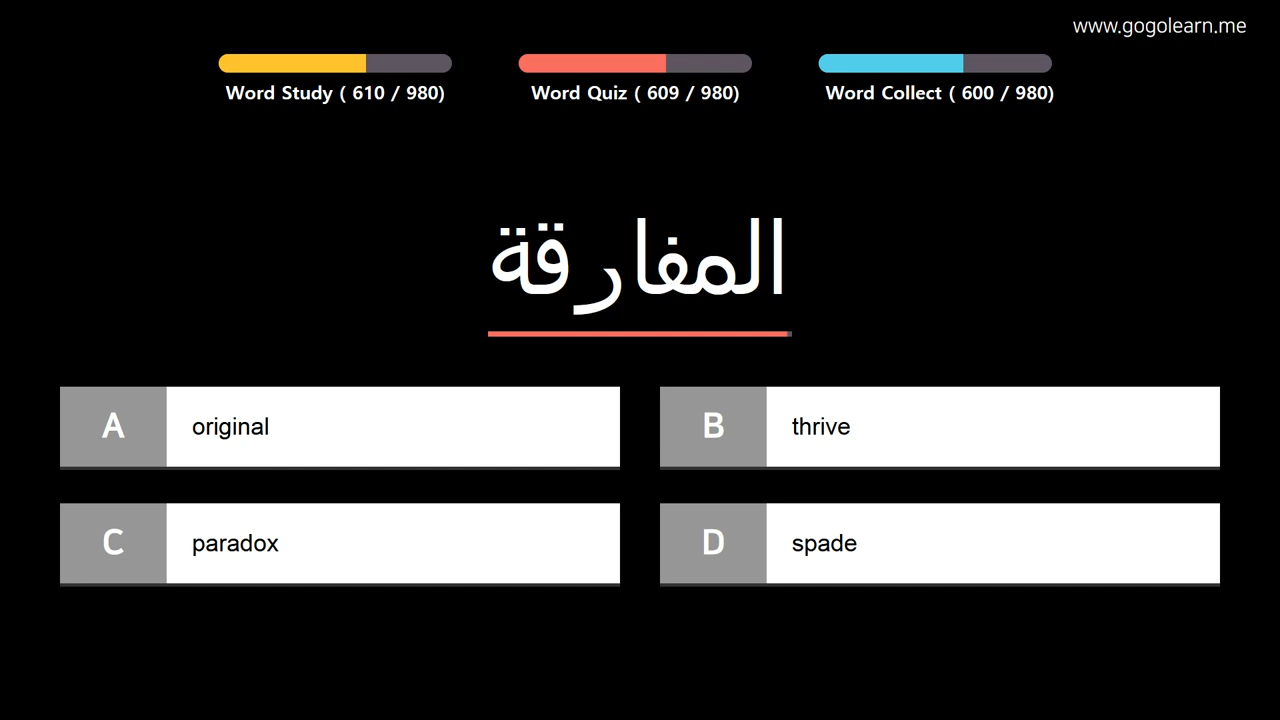 www.gogolearn.me
Word Study ( 610 / 980)
Word Quiz ( 609 / 980)
Word Collect ( 600 / 980)
المفارقة
A original
B thrive
C paradox
D spade